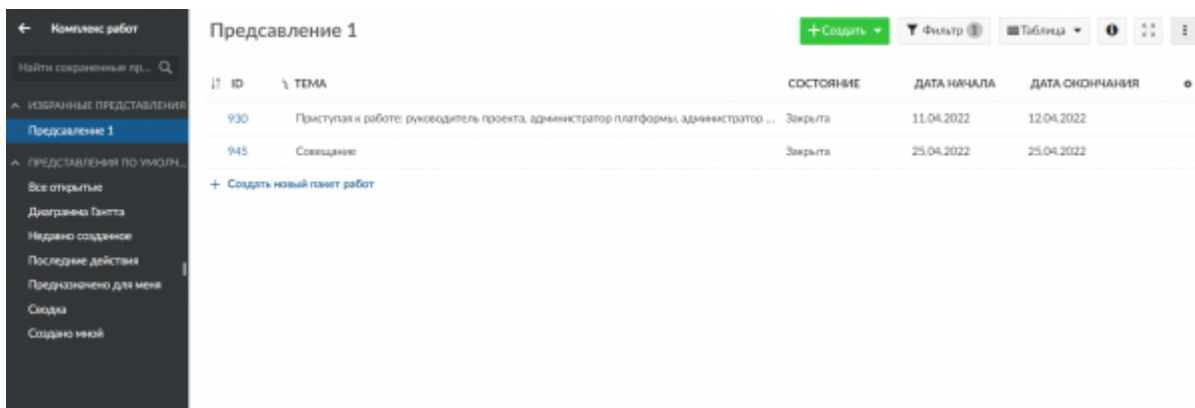 Комплекс работ
Предсавление 1
+ Создать
Фильтр 1
Таблица
Найти сохраненные пр...
ID ТЕМА СОСТОЯНИЕ ДАТА НАЧАЛА ДАТА ОКОНЧАНИЯ
ИЗБРАННЫЕ ПРЕДСТАВЛЕНИЯ
Предсавление 1
930 Приступая к работе: руководитель проекта, администратор платформы, администратор ... Закрыта 11.04.2022 12.04.2022
945 Совещание Закрыта 25.04.2022 25.04.2022
+ Создать новый пакет работ
ПРЕДСТАВЛЕНИЯ ПО УМОЛЧ...
Все открытые
Диаграмма Гантта
Недавно созданное
Последние действия
Предназначено для меня
Сводка
Создано мной